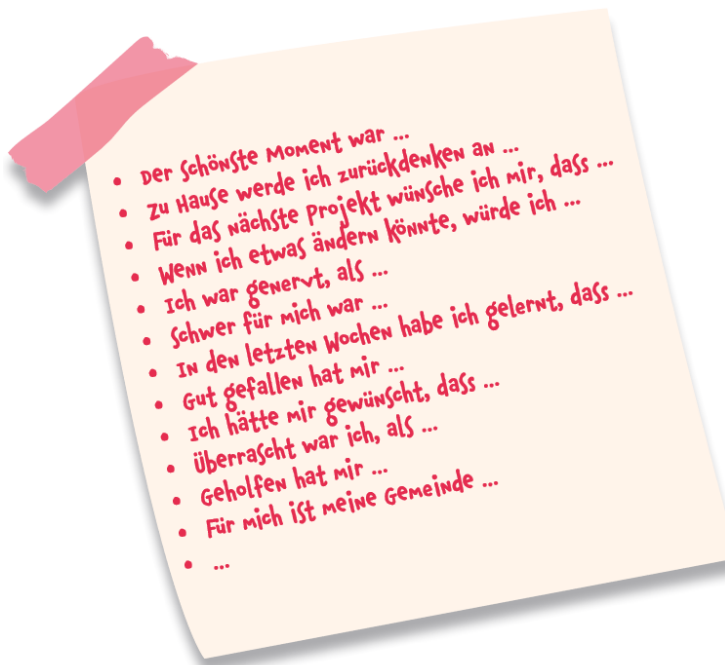 • Der schönste Moment war ...
• Zu Hause werde ich zurückdenken an ...
• Für das nächste Projekt wünsche ich mir, dass ...
• Wenn ich etwas ändern könnte, würde ich ...
• Ich war genervt, als ...
• Schwer für mich war ...
• In den letzten Wochen habe ich gelernt, dass ...
• Gut gefallen hat mir ...
• Ich hätte mir gewünscht, dass ...
• Überrascht war ich, als ...
• Geholfen hat mir ...
• Für mich ist meine Gemeinde ...
• ...